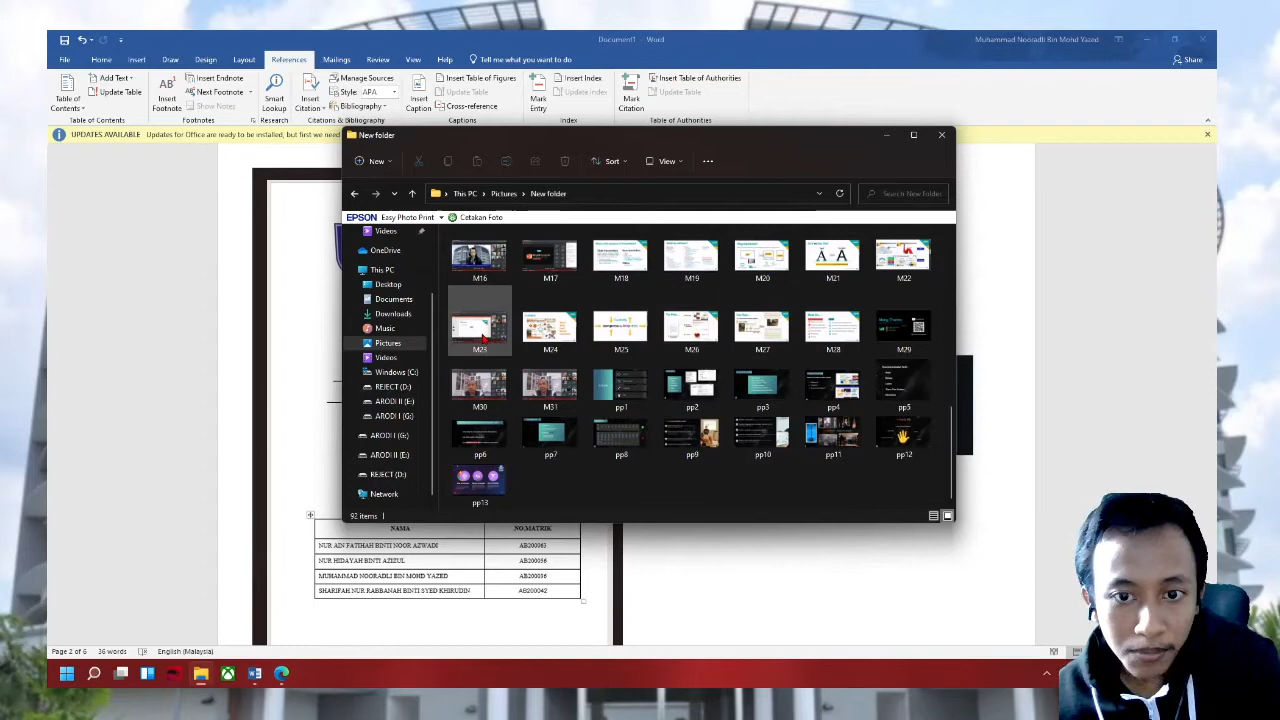 Document1 - Word
Muhammad Nooradli Bin Mohd Yazed
File Home Insert Draw Design Layout References Mailings Review View Help Tell me what you want to do
Share
Table of Contents
Add Text
Update Table
Table of Contents
AB¹
Insert Footnote
Insert Endnote
Next Footnote
Show Notes
Footnotes
Smart Lookup
Research
Insert Citation
Manage Sources
Style: APA
Bibliography
Citations & Bibliography
Insert Caption
Insert Table of Figures
Update Table
Cross-reference
Captions
Mark Entry
Insert Index
Update Index
Index
Mark Citation
Insert Table of Authorities
Update Table
Table of Authorities
UPDATES AVAILABLE Updates for Office are ready to be installed, but first we need
New folder
New Sort View
This PC Pictures New folder
Search New folder
EPSON Easy Photo Print Cetakan Foto
Videos
OneDrive
This PC
Desktop
Documents
Downloads
Music
Pictures
Videos
Windows (C:)
REJECT (D:)
ARODI II (E:)
ARODI I (G:)
ARODI I (G:)
ARODI II (E:)
REJECT (D:)
Network
M16 M17 M18 M19 M20 M21 M22
M23 M24 M25 M26 M27 M28 M29
M30 M31 pp1 pp2 pp3 pp4 pp5
pp6 pp7 pp8 pp9 pp10 pp11 pp12
pp13
92 items
NAMA NO.MATRIK
NUR AIN FATIHAH BINTI NOOR AZWADI AB200063
NUR HIDAYAH BINTI AZIZUL AB200056
MUHAMMAD NOORADLI BIN MOHD YAZED AB200036
SHARIFAH NUR RABBANAH BINTI SYED KHIRUDIN AB200042
Page 2 of 6 36 words English (Malaysia)